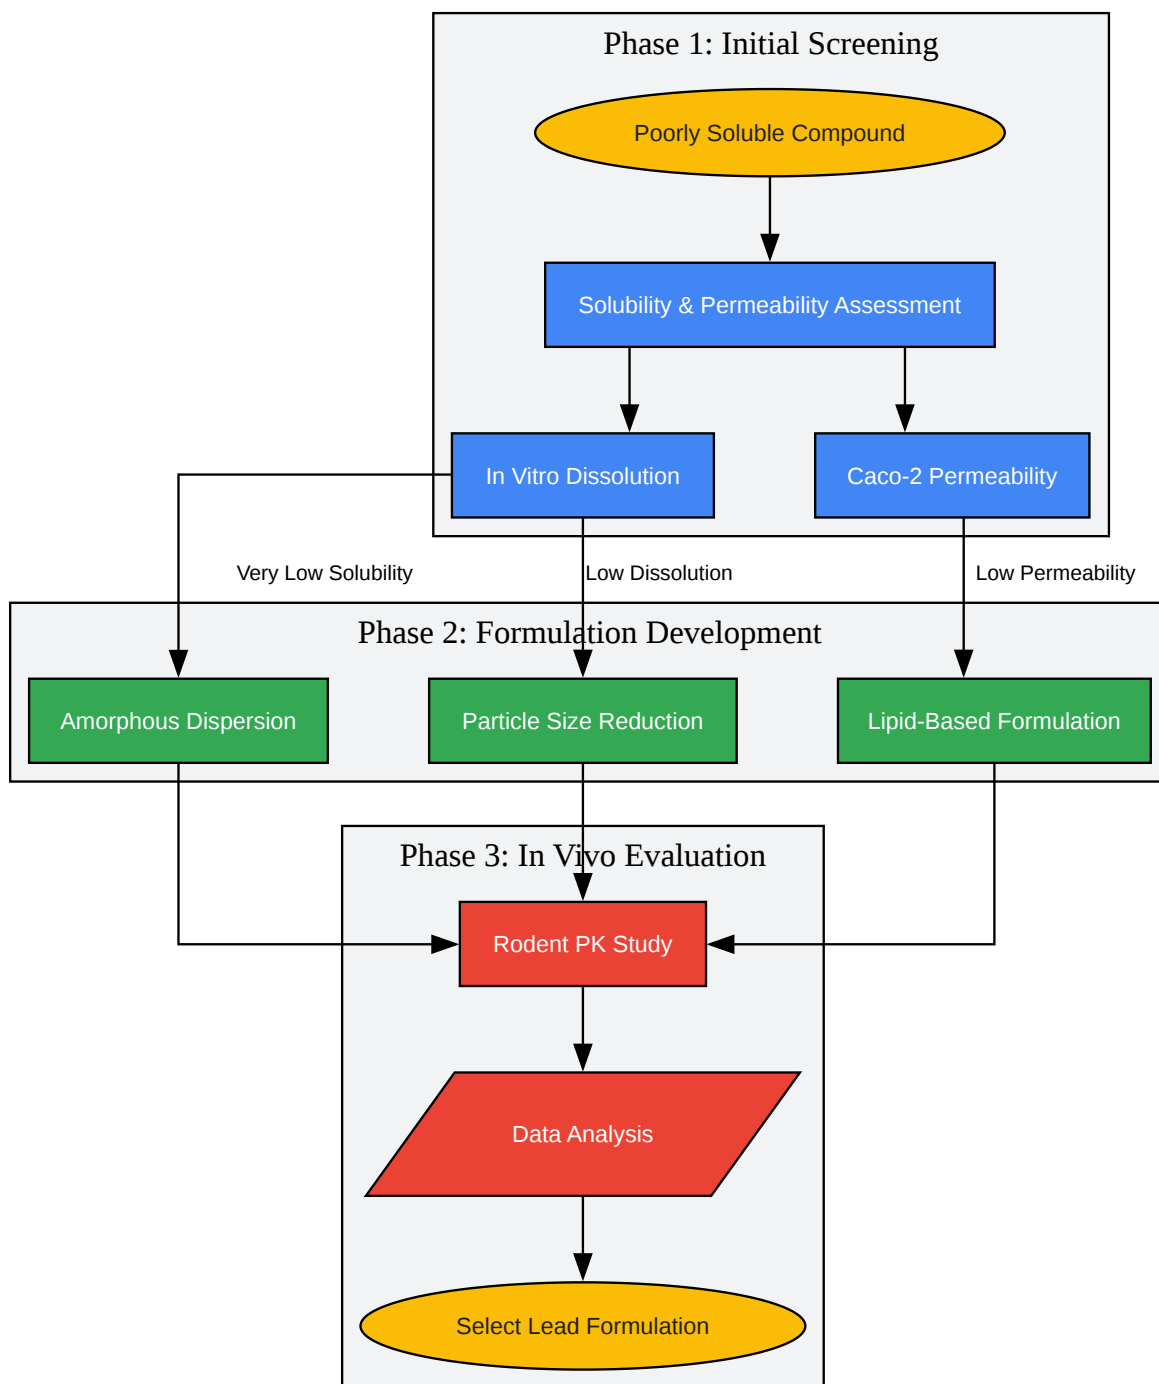 Phase 1: Initial Screening
Poorly Soluble Compound
Solubility & Permeability Assessment
In Vitro Dissolution
Caco-2 Permeability
Very Low Solubility
Low Dissolution
Low Permeability
Phase 2: Formulation Development
Amorphous Dispersion
Particle Size Reduction
Lipid-Based Formulation
Phase 3: In Vivo Evaluation
Rodent PK Study
Data Analysis
Select Lead Formulation